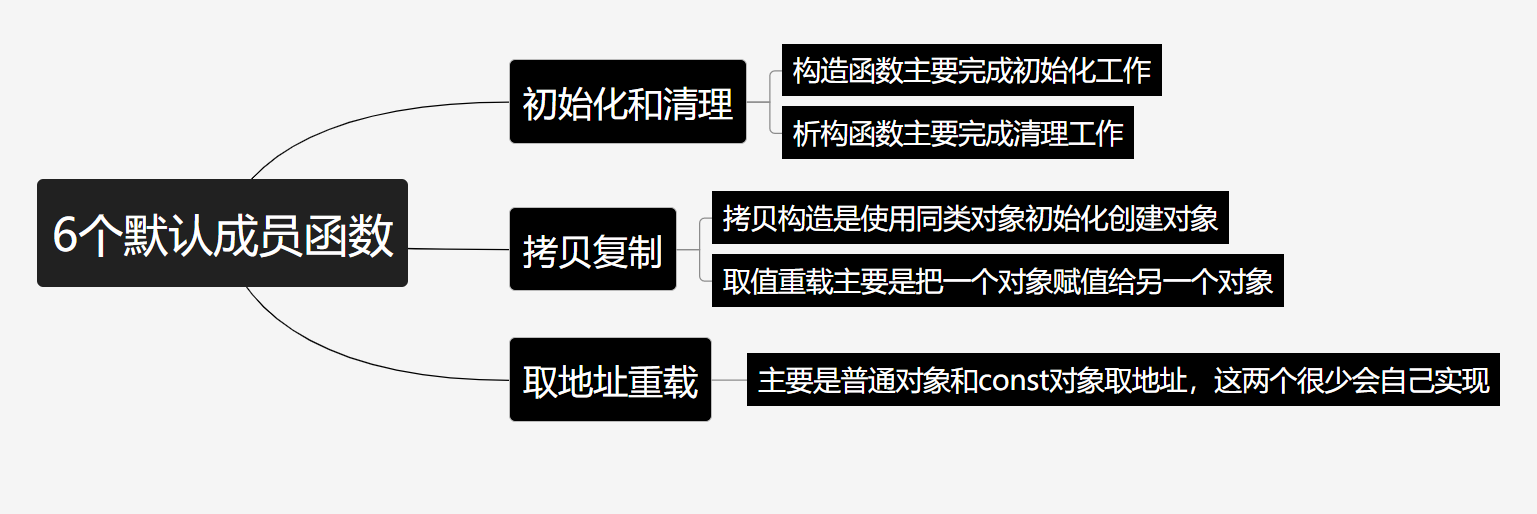 6个默认成员函数
初始化和清理
构造函数主要完成初始化工作
析构函数主要完成清理工作
拷贝复制
拷贝构造是使用同类对象初始化创建对象
取值重载主要是把一个对象赋值给另一个对象
取地址重载
主要是普通对象和const对象取地址，这两个很少会自己实现